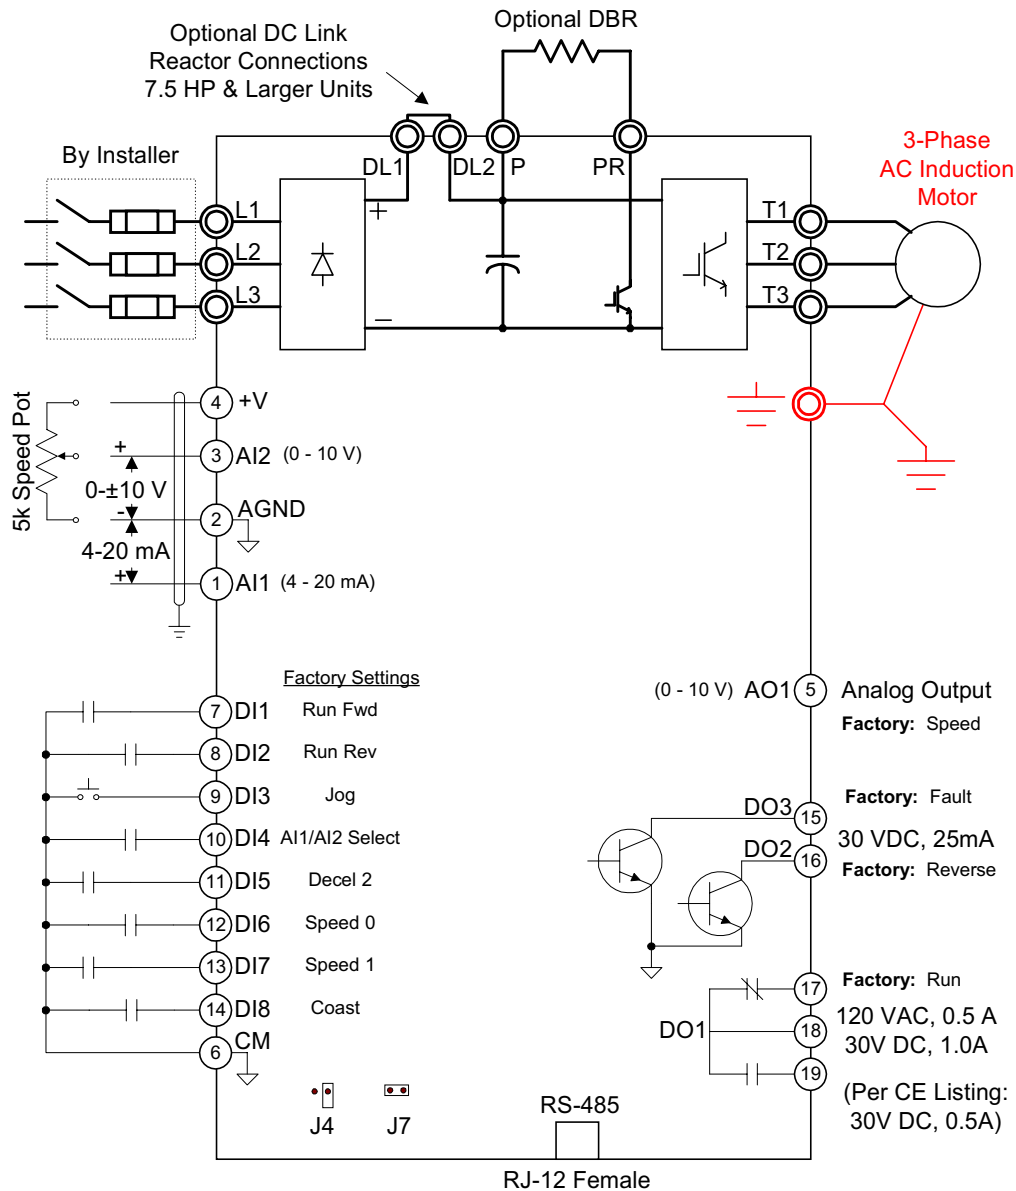 Optional DC Link
Reactor Connections
7.5 HP & Larger Units
Optional DBR
By Installer
DL1
DL2
P
PR
3-Phase
AC Induction
Motor
L1
L2
L3
+
–
T1
T2
T3
5k Speed Pot
4
+V
+
3
AI2
(0 - 10 V)
0-±10 V
-
2
AGND
4-20 mA
+
1
AI1
(4 - 20 mA)
Factory Settings
7
DI1
Run Fwd
8
DI2
Run Rev
9
DI3
Jog
10
DI4
AI1/AI2 Select
11
DI5
Decel 2
12
DI6
Speed 0
13
DI7
Speed 1
14
DI8
Coast
6
CM
(0 - 10 V)
AO1
5
Analog Output
Factory: Speed
DO3
15
Factory: Fault
30 VDC, 25mA
DO2
16
Factory: Reverse
DO1
17
Factory: Run
18
120 VAC, 0.5 A
30V DC, 1.0A
19
(Per CE Listing:
30V DC, 0.5A)
J4
J7
RS-485
RJ-12 Female